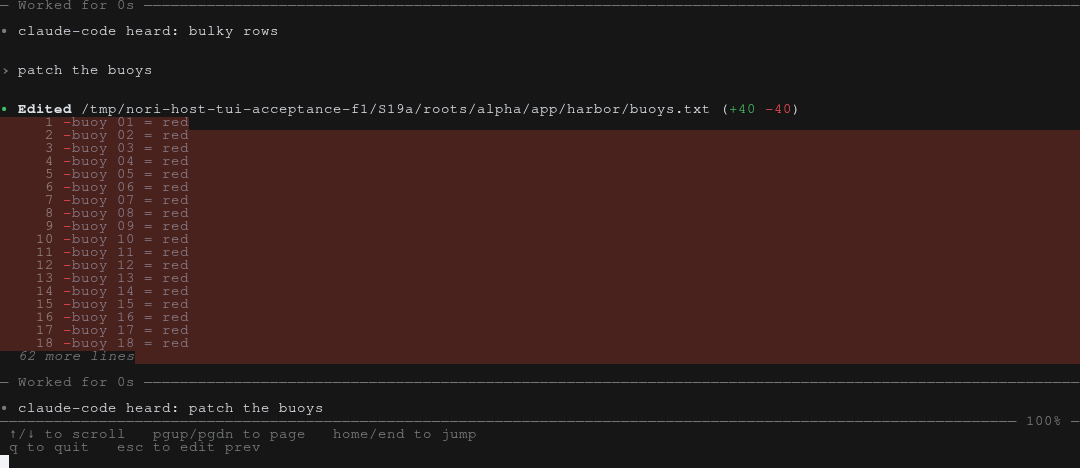 ─ Worked for 0s ─
• claude-code heard: bulky rows
› patch the buoys
• Edited /tmp/nori-host-tui-acceptance-f1/S19a/roots/alpha/app/harbor/buoys.txt (+40 -40)
1 -buoy 01 = red
2 -buoy 02 = red
3 -buoy 03 = red
4 -buoy 04 = red
5 -buoy 05 = red
6 -buoy 06 = red
7 -buoy 07 = red
8 -buoy 08 = red
9 -buoy 09 = red
10 -buoy 10 = red
11 -buoy 11 = red
12 -buoy 12 = red
13 -buoy 13 = red
14 -buoy 14 = red
15 -buoy 15 = red
16 -buoy 16 = red
17 -buoy 17 = red
18 -buoy 18 = red
62 more lines
─ Worked for 0s ─
• claude-code heard: patch the buoys
─ 100% ─
↑/↓ to scroll   pgup/pgdn to page   home/end to jump
q to quit   esc to edit prev